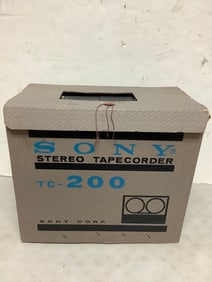 SONY®
STEREO TAPECORDER
TC-200
SONY CORP.